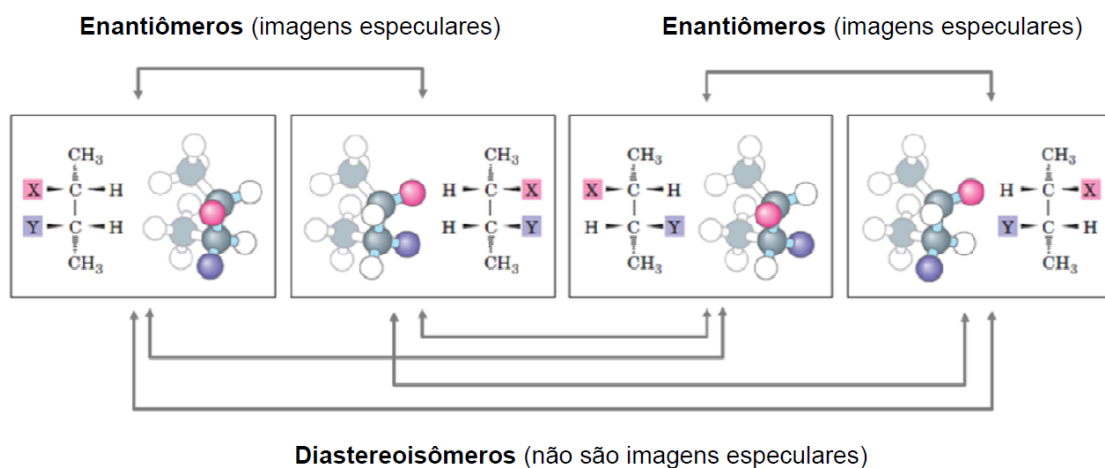 Enantiômeros (imagens especulares)
Enantiômeros (imagens especulares)
CH₃
X C H
Y C H
CH₃
CH₃
H C X
H C Y
CH₃
CH₃
X C H
H C Y
CH₃
CH₃
H C X
Y C H
CH₃
Diastereoisômeros (não são imagens especulares)